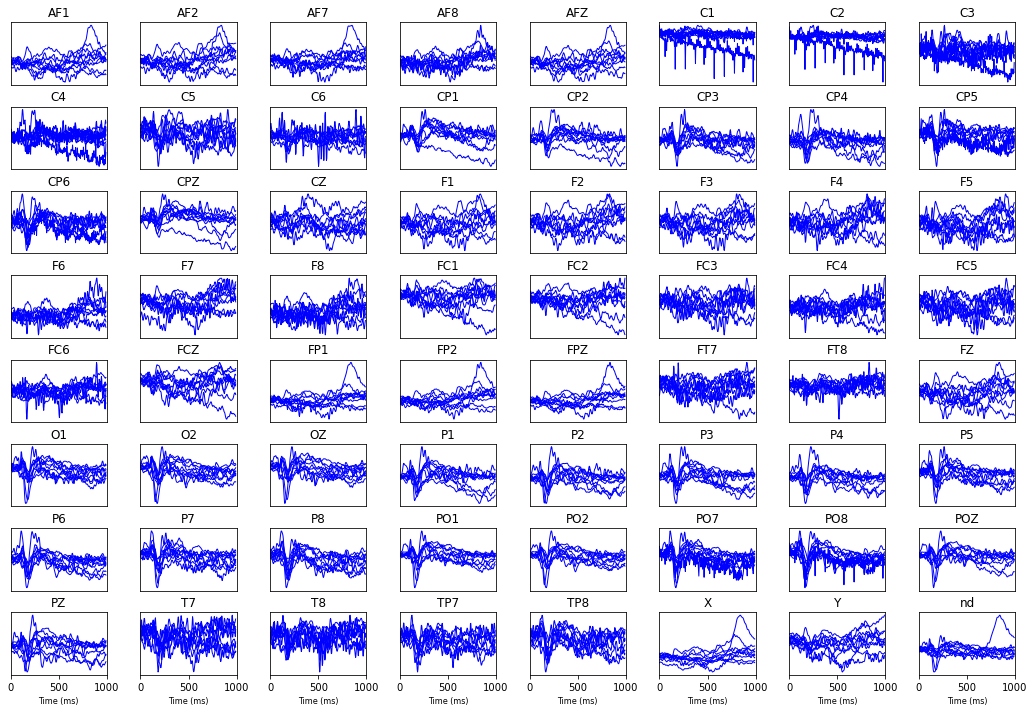 AF1 AF2 AF7 AF8 AFZ C1 C2 C3
C4 C5 C6 CP1 CP2 CP3 CP4 CP5
CP6 CPZ CZ F1 F2 F3 F4 F5
F6 F7 F8 FC1 FC2 FC3 FC4 FC5
FC6 FCZ FP1 FP2 FPZ FT7 FT8 FZ
O1 O2 OZ P1 P2 P3 P4 P5
P6 P7 P8 PO1 PO2 PO7 PO8 POZ
PZ T7 T8 TP7 TP8 X Y nd
0 500 1000 0 500 1000 0 500 1000 0 500 1000 0 500 1000 0 500 1000 0 500 1000 0 500 1000
Time (ms) Time (ms) Time (ms) Time (ms) Time (ms) Time (ms) Time (ms) Time (ms)